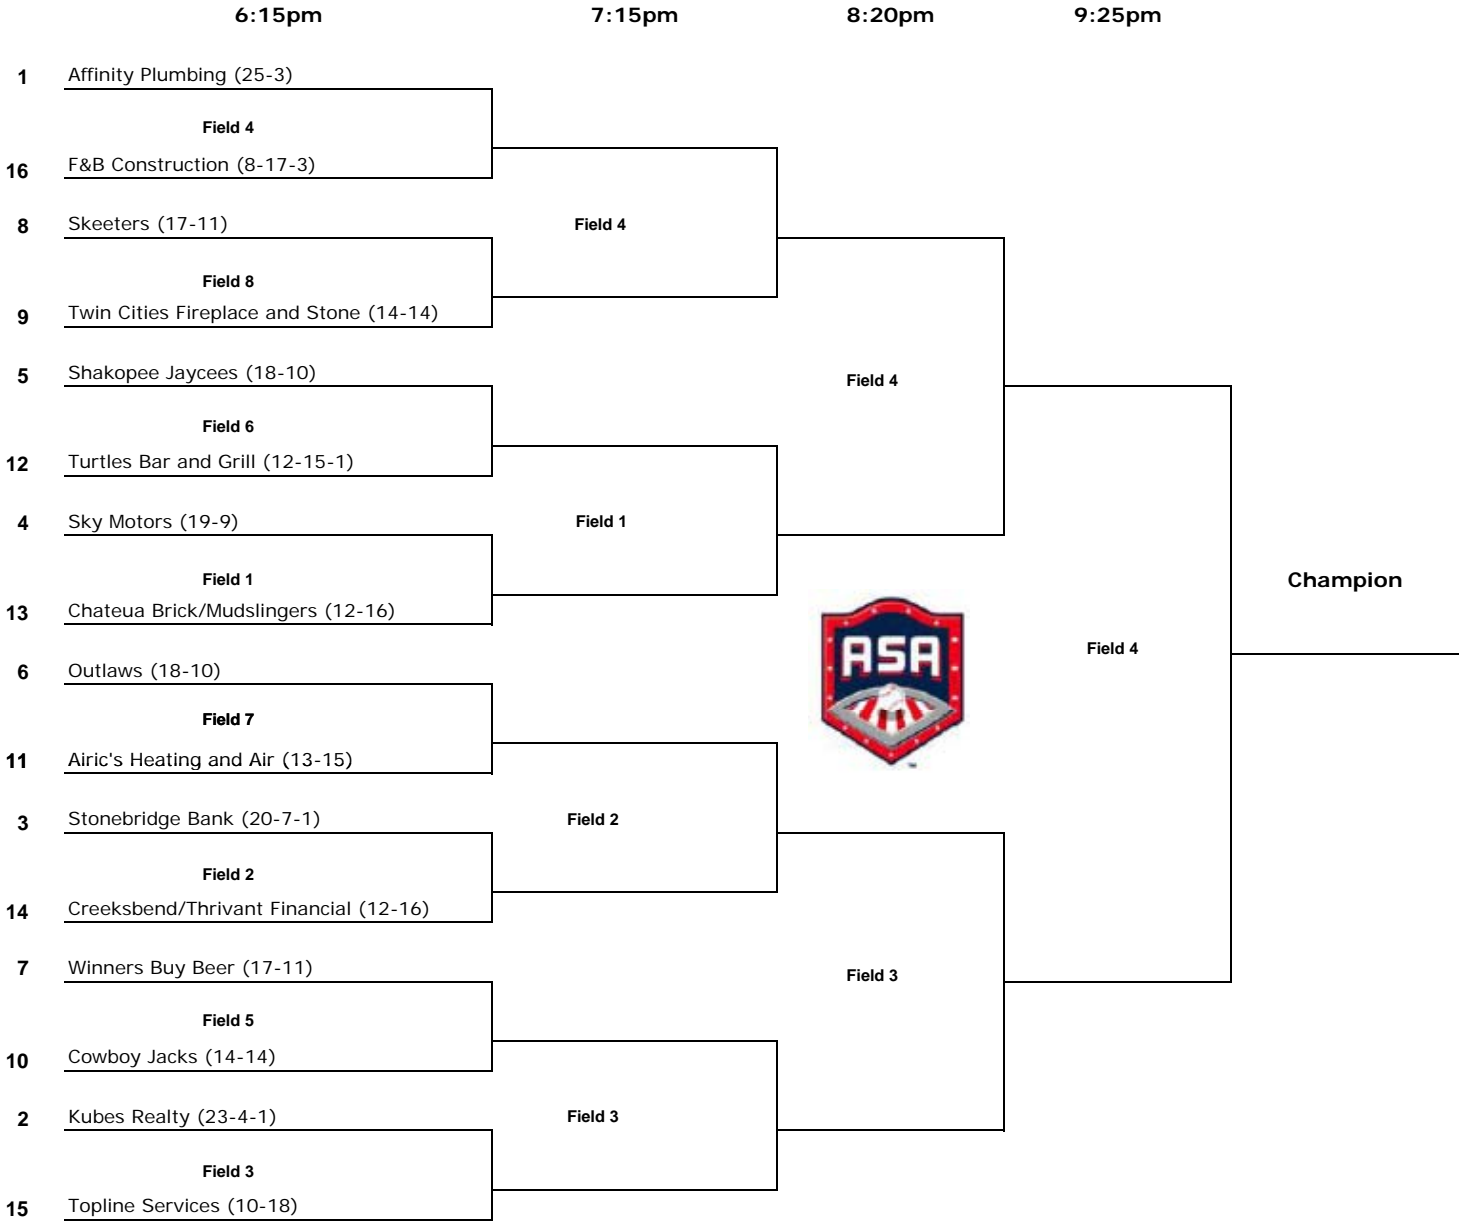 6:15pm 7:15pm 8:20pm 9:25pm
1 Affinity Plumbing (25-3)
Field 4
16 F&B Construction (8-17-3)
8 Skeeters (17-11) Field 4
Field 8
9 Twin Cities Fireplace and Stone (14-14)
5 Shakopee Jaycees (18-10) Field 4
Field 6
12 Turtles Bar and Grill (12-15-1)
4 Sky Motors (19-9) Field 1
Field 1 Champion
13 Chateua Brick/Mudslingers (12-16)
ASA Field 4
6 Outlaws (18-10)
Field 7
11 Airic's Heating and Air (13-15)
TM
3 Stonebridge Bank (20-7-1) Field 2
Field 2
14 Creeksbend/Thrivant Financial (12-16)
7 Winners Buy Beer (17-11) Field 3
Field 5
10 Cowboy Jacks (14-14)
2 Kubes Realty (23-4-1) Field 3
Field 3
15 Topline Services (10-18)